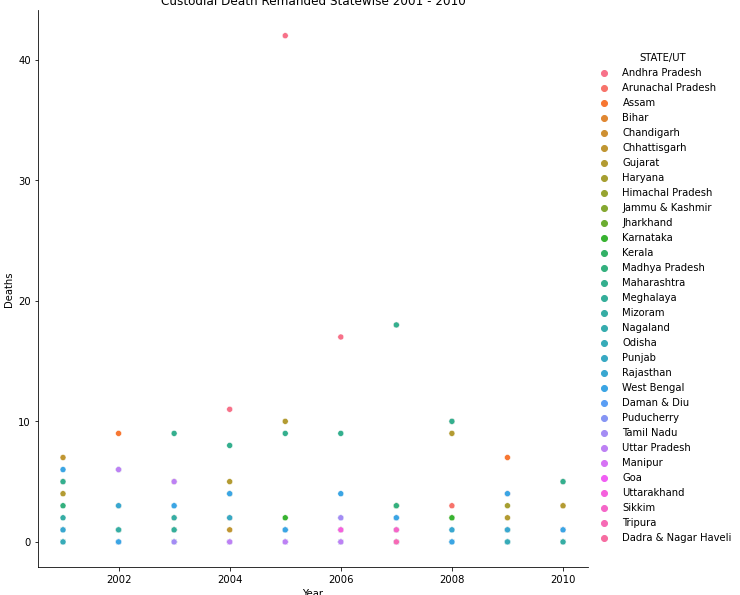 Custodial Death Remanded Statewise 2001 - 2010
Deaths
40
30
20
10
0
2002 2004 2006 2008 2010
Year
STATE/UT
Andhra Pradesh
Arunachal Pradesh
Assam
Bihar
Chandigarh
Chhattisgarh
Gujarat
Haryana
Himachal Pradesh
Jammu & Kashmir
Jharkhand
Karnataka
Kerala
Madhya Pradesh
Maharashtra
Meghalaya
Mizoram
Nagaland
Odisha
Punjab
Rajasthan
West Bengal
Daman & Diu
Puducherry
Tamil Nadu
Uttar Pradesh
Manipur
Goa
Uttarakhand
Sikkim
Tripura
Dadra & Nagar Haveli